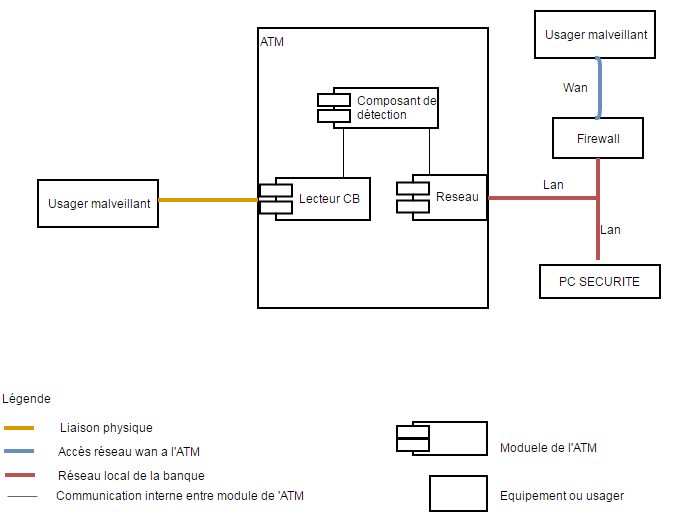 Usager malveillant
ATM
Wan
Composant de
détection
Firewall
Usager malveillant
Lecteur CB
Reseau
Lan
Lan
PC SECURITE
Légende
Liaison physique
Accès réseau wan a l'ATM
Réseau local de la banque
Communication interne entre module de 'ATM
Moduele de l'ATM
Equipement ou usager